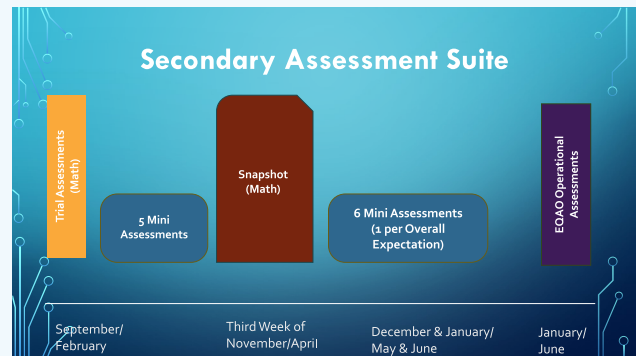 Secondary Assessment Suite
Trial Assessments
(Math)
5 Mini
Assessments
Snapshot
(Math)
6 Mini Assessments
(1 per Overall
Expectation)
EQAO Operational
Assessments
September/
February
Third Week of
November/April
December & January/
May & June
January/
June